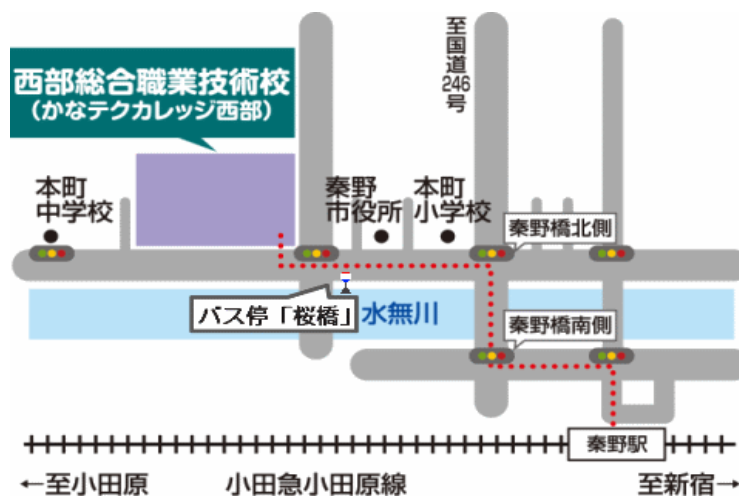 西部総合職業技術校
（かなテクカレッジ西部）
至国道246号
本町
中学校
秦野
市役所
本町
小学校
秦野橋北側
バス停「桜橋」
水無川
秦野橋南側
秦野駅
←至小田原
小田急小田原線
至新宿→